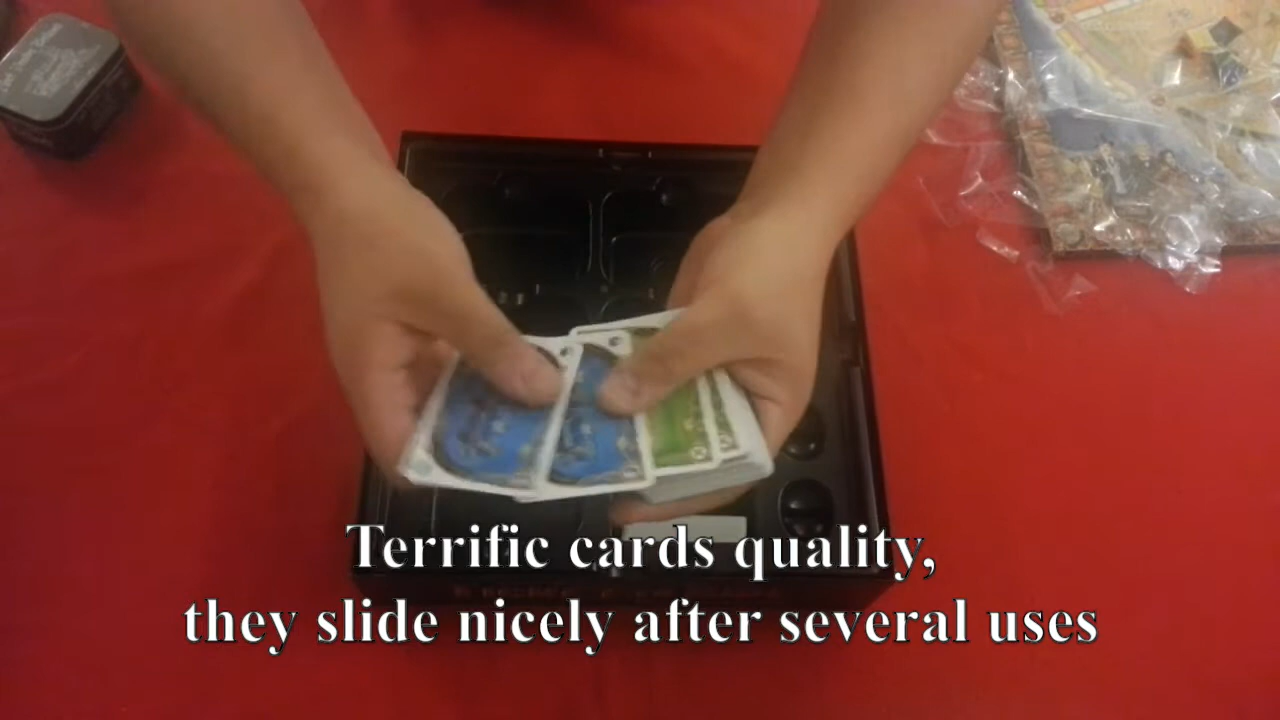 Terrific cards quality,
they slide nicely after several uses